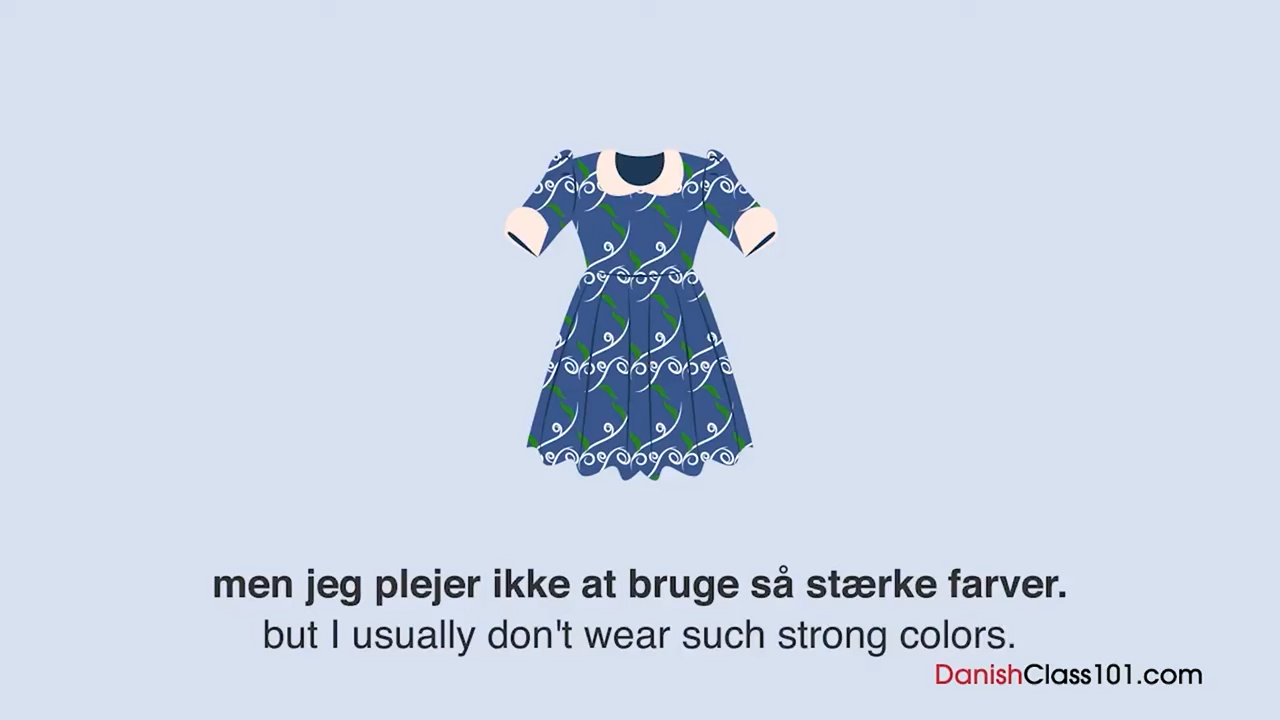 men jeg plejer ikke at bruge så stærke farver.
but I usually don't wear such strong colors.
DanishClass101.com